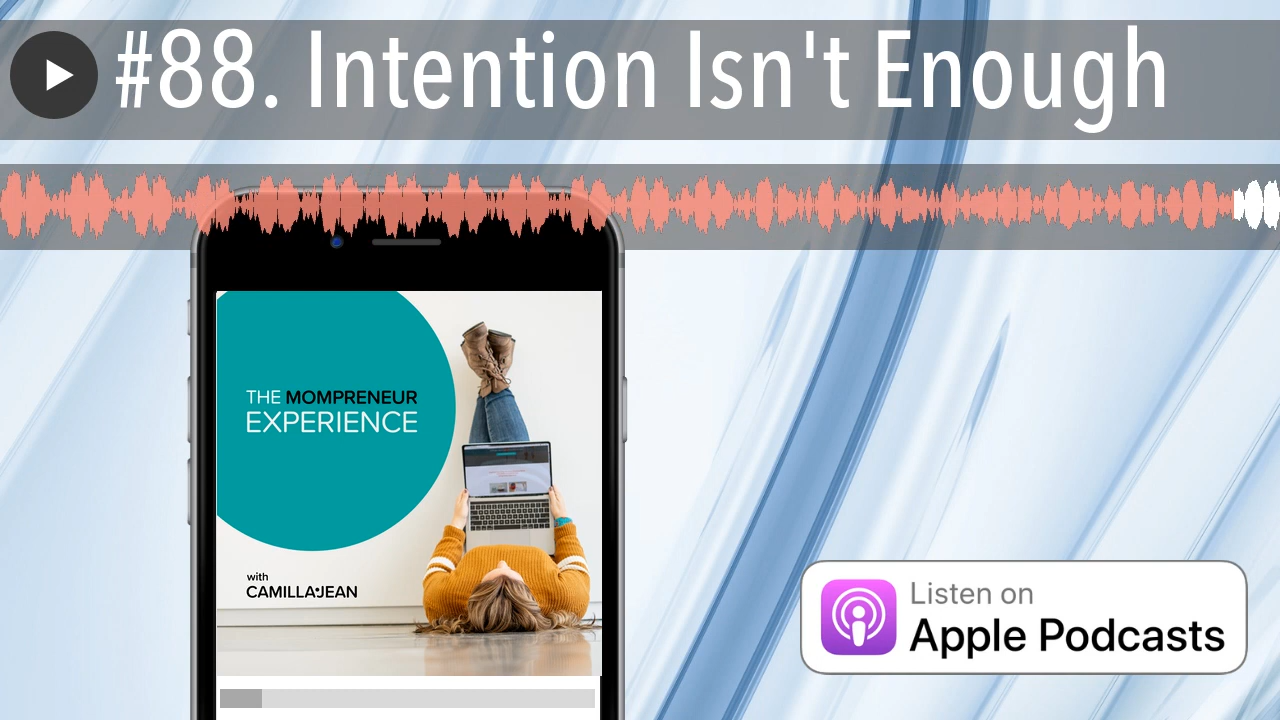 #88. Intention Isn't Enough
THE MOMPRENEUR
EXPERIENCE
with
CAMILLA•JEAN
Listen on
Apple Podcasts